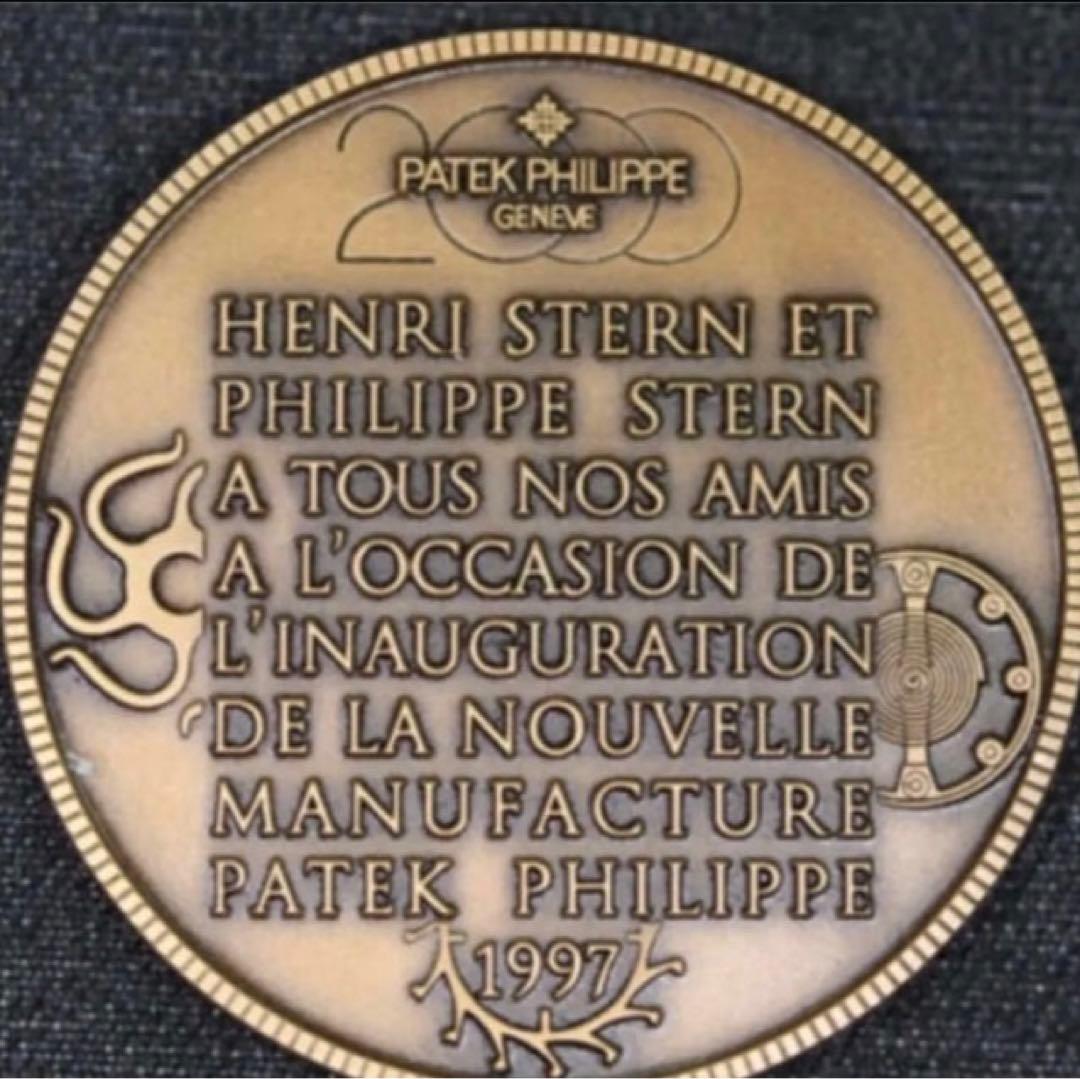 2000
PATEK PHILIPPE
GENEVE
HENRI STERN ET
PHILIPPE STERN
A TOUS NOS AMIS
A L'OCCASION DE
L'INAUGURATION
DE LA NOUVELLE
MANUFACTURE
PATEK PHILIPPE
1997